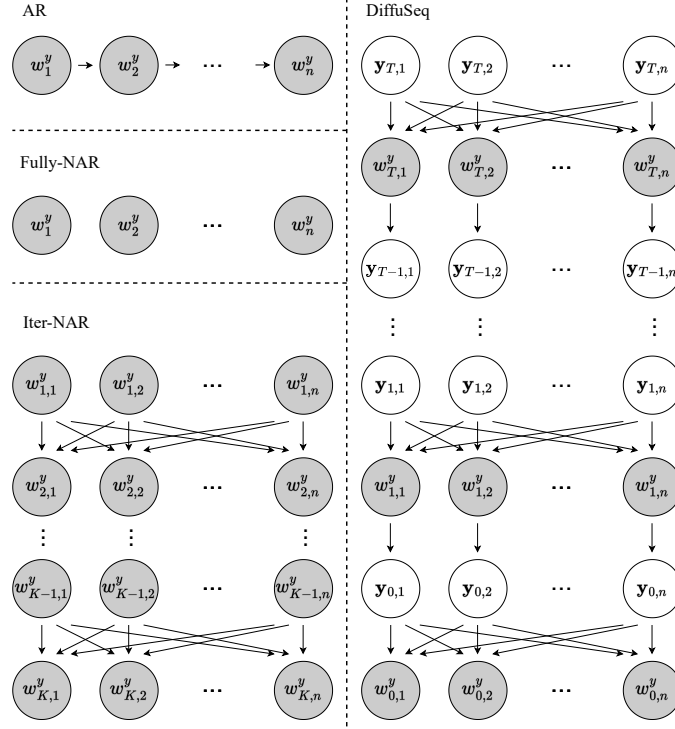 AR
w_1^y → w_2^y → ... → w_n^y
Fully-NAR
w_1^y w_2^y ... w_n^y
Iter-NAR
w_{1,1}^y w_{1,2}^y ... w_{1,n}^y
w_{2,1}^y w_{2,2}^y ... w_{2,n}^y
⋮ ⋮ ⋮
w_{K-1,1}^y w_{K-1,2}^y ... w_{K-1,n}^y
w_{K,1}^y w_{K,2}^y ... w_{K,n}^y
DiffuSeq
y_{T,1} y_{T,2} ... y_{T,n}
w_{T,1}^y w_{T,2}^y ... w_{T,n}^y
y_{T-1,1} y_{T-1,2} ... y_{T-1,n}
⋮ ⋮ ⋮
y_{1,1} y_{1,2} ... y_{1,n}
w_{1,1}^y w_{1,2}^y ... w_{1,n}^y
y_{0,1} y_{0,2} ... y_{0,n}
w_{0,1}^y w_{0,2}^y ... w_{0,n}^y